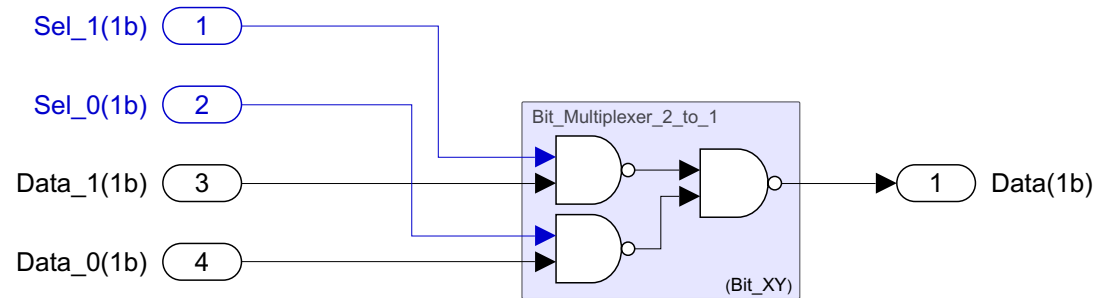 Sel_1(1b) 1
Sel_0(1b) 2
Bit_Multiplexer_2_to_1
Data_1(1b) 3
1 Data(1b)
Data_0(1b) 4
(Bit_XY)